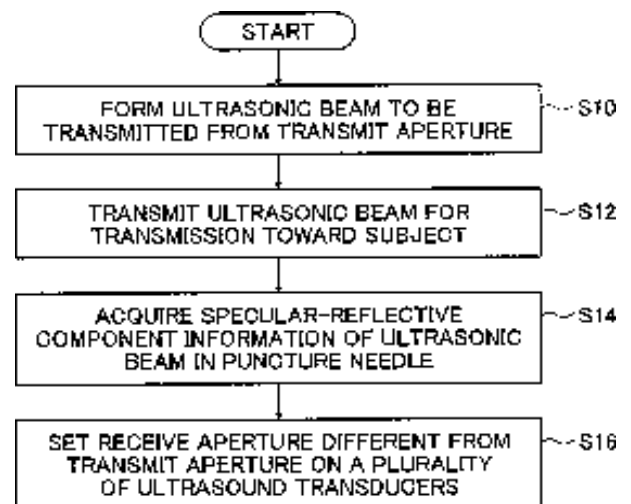 START
FORM ULTRASONIC BEAM TO BE
TRANSMITTED FROM TRANSMIT APERTURE
S10
TRANSMIT ULTRASONIC BEAM FOR
TRANSMISSION TOWARD SUBJECT
S12
ACQUIRE SPECULAR-REFLECTIVE
COMPONENT INFORMATION OF ULTRASONIC
BEAM IN PUNCTURE NEEDLE
S14
SET RECEIVE APERTURE DIFFERENT FROM
TRANSMIT APERTURE ON A PLURALITY
OF ULTRASOUND TRANSDUCERS
S16